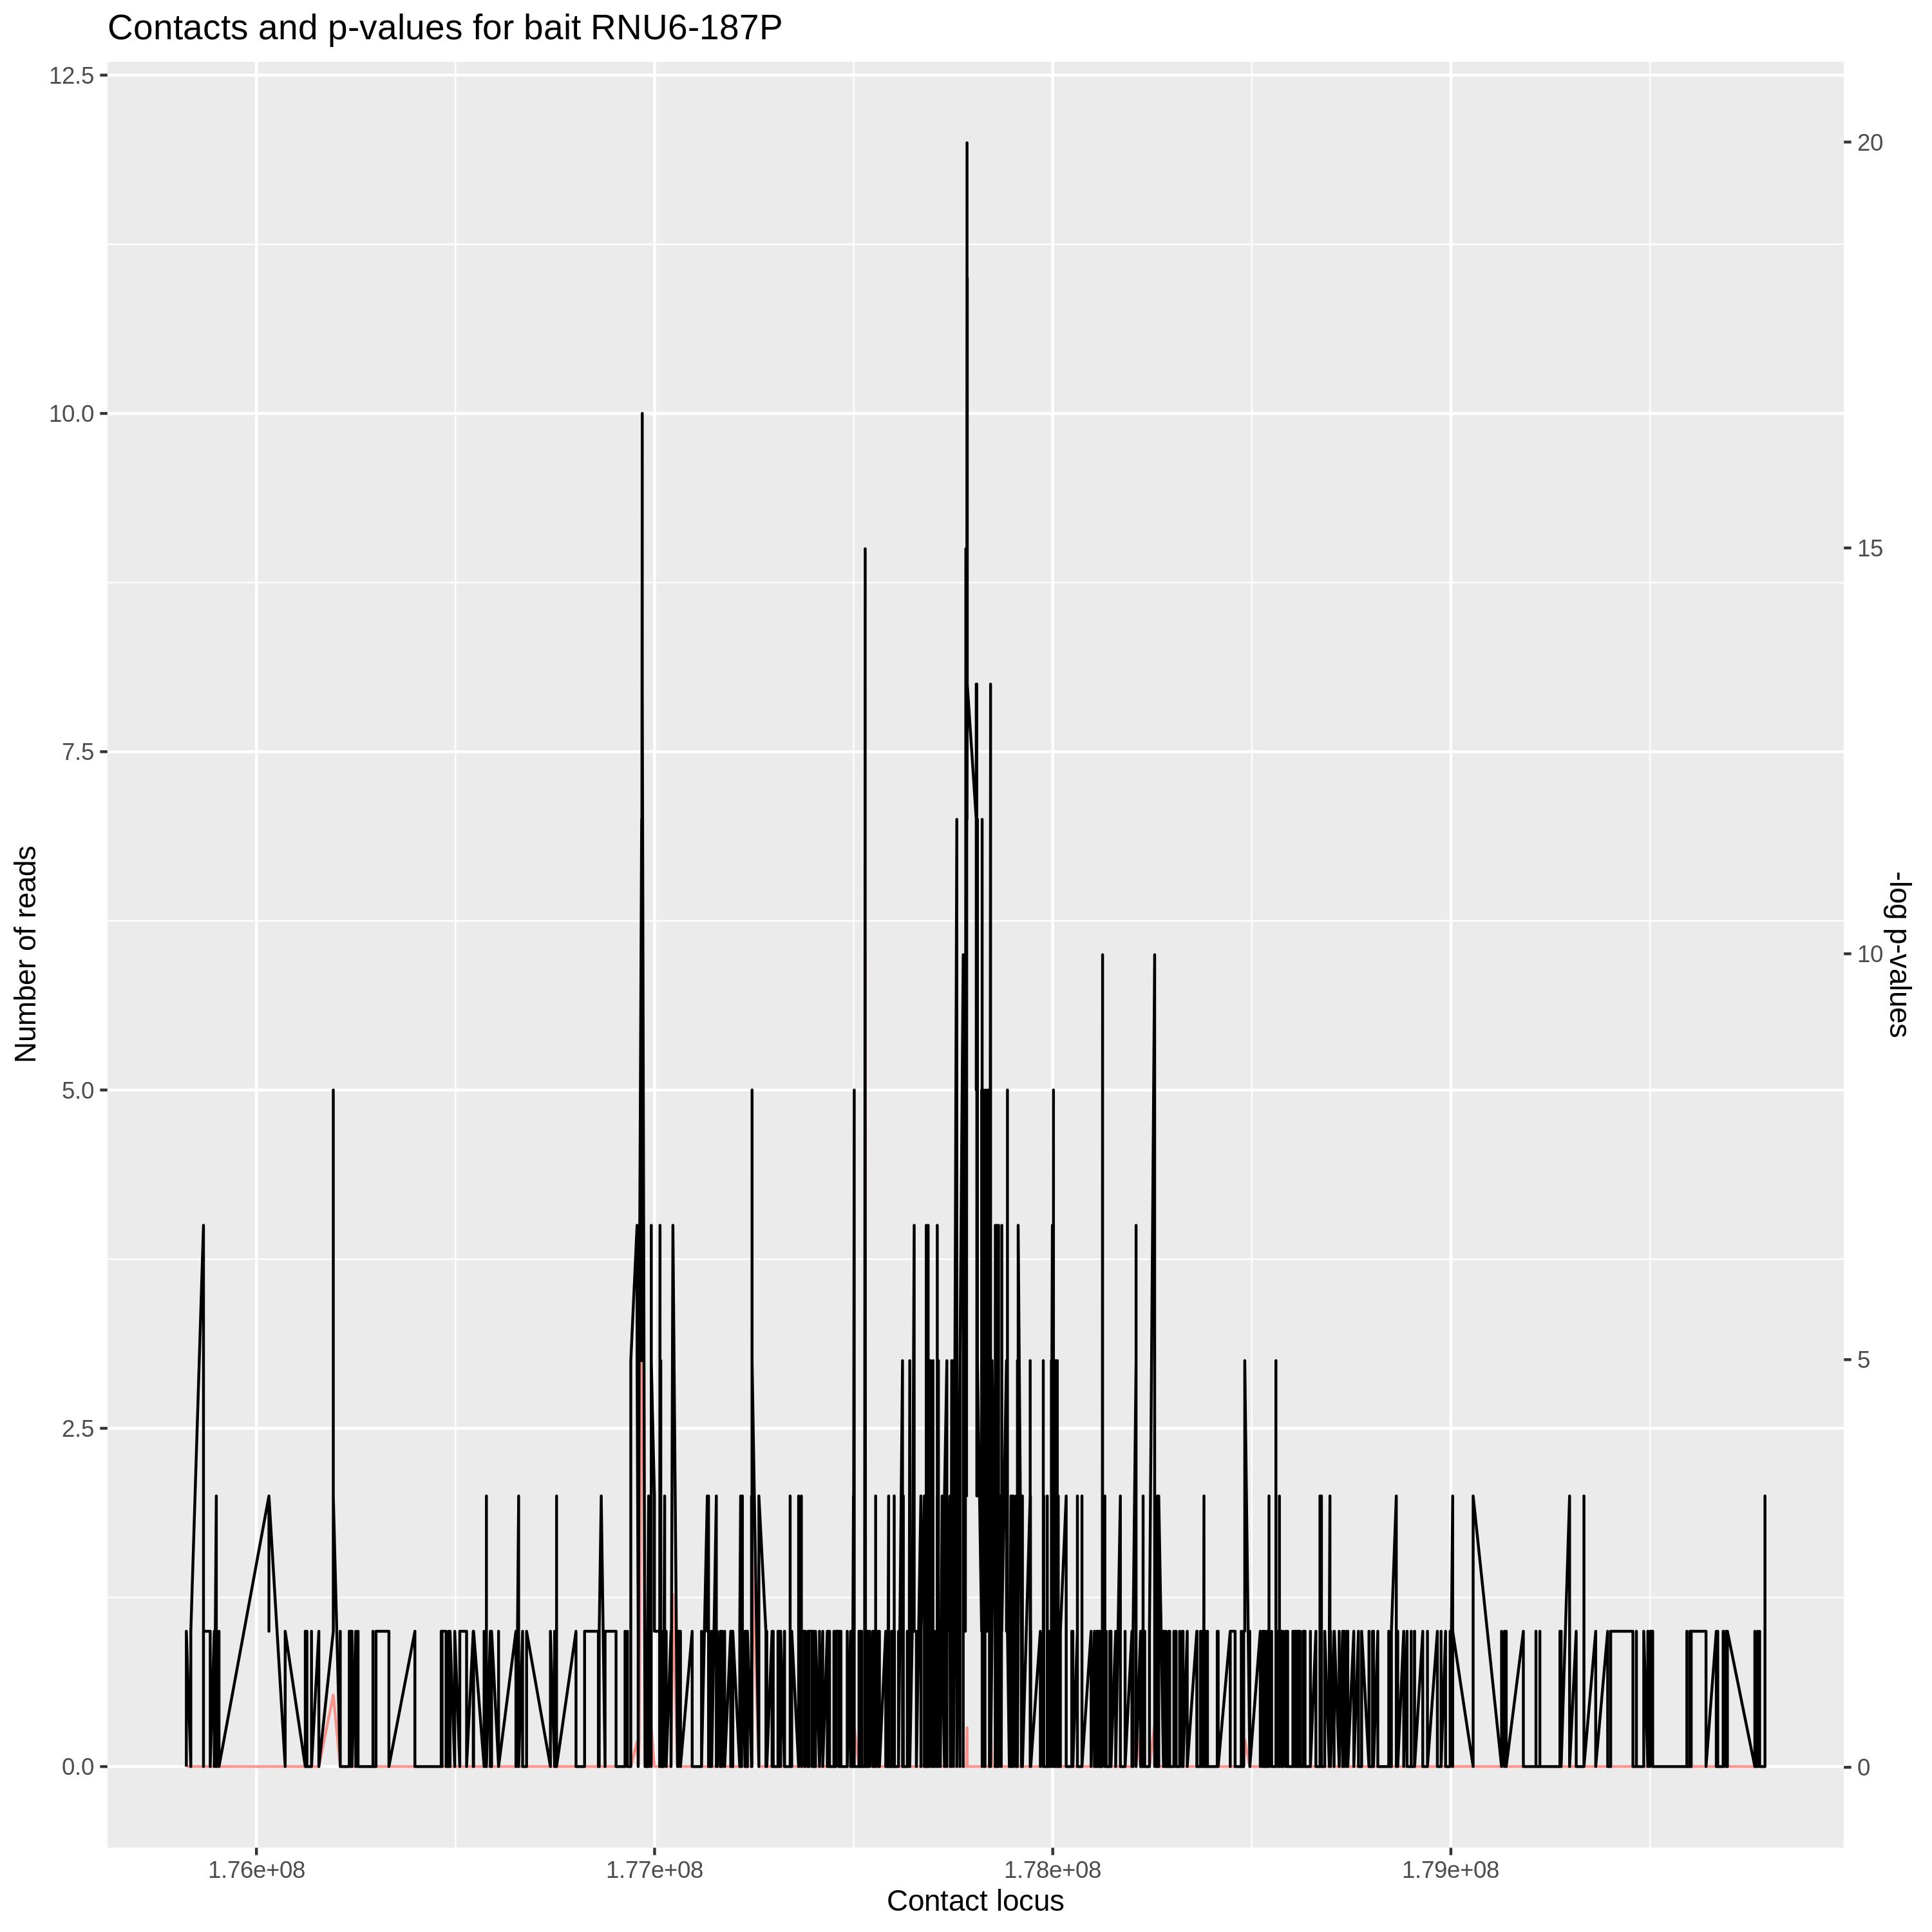 Contacts and p-values for bait RNU6-187P
12.5
10.0
7.5
5.0
2.5
0.0
Number of reads
20
15
10
5
0
-log p-values
1.76e+08
1.77e+08
1.78e+08
1.79e+08
Contact locus